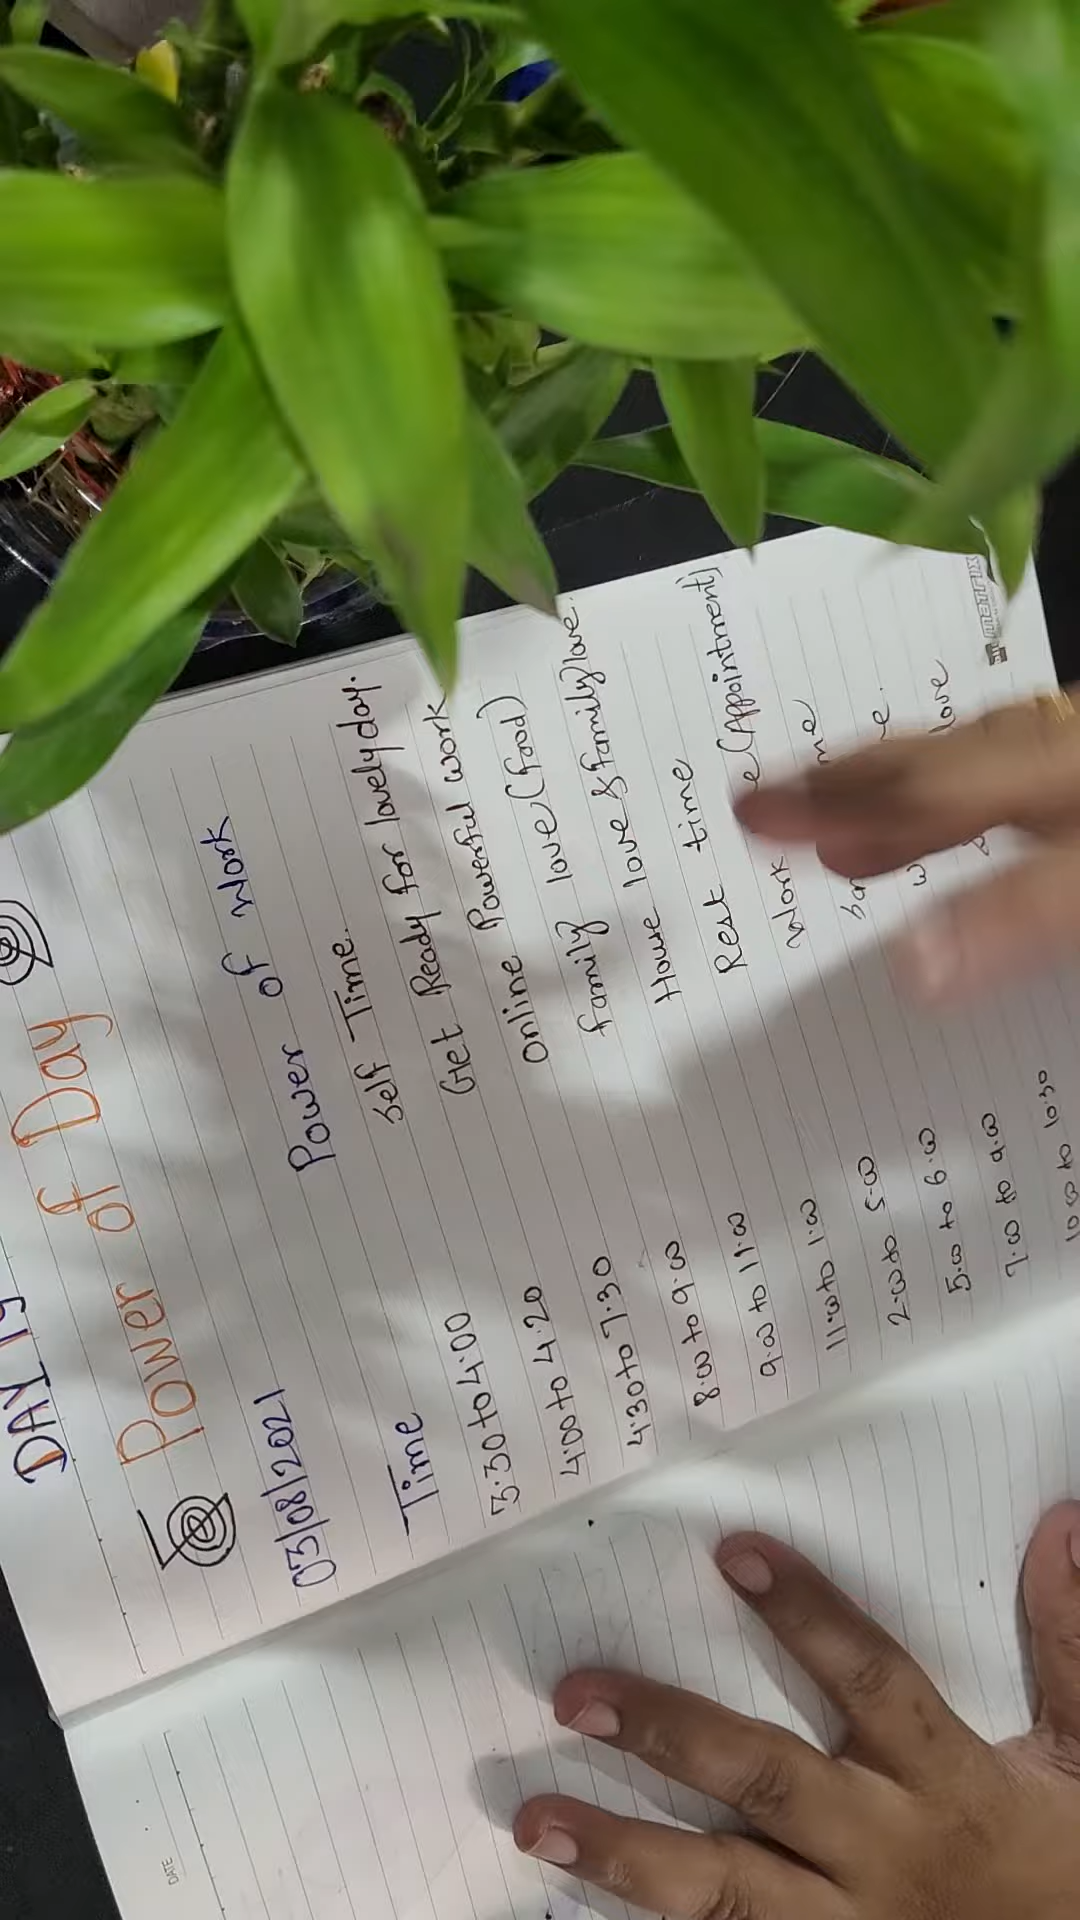 DATE
DAY 19
Power of Day
03/08/2021
Time Power of Work
3.30 to 4.00 Self Time.
4.00 to 4.20 Get Ready for lovely day.
4.30 to 7.30 Online Powerful work
8.00 to 9.00 family love (food)
9.00 to 11.00 House love & family love.
11.00 to 1.00 Rest time
2.00 to 5.00 Work (Appointment)
5.00 to 6.00
7.00 to 9.00
10.00 to 10.30 love
matrix